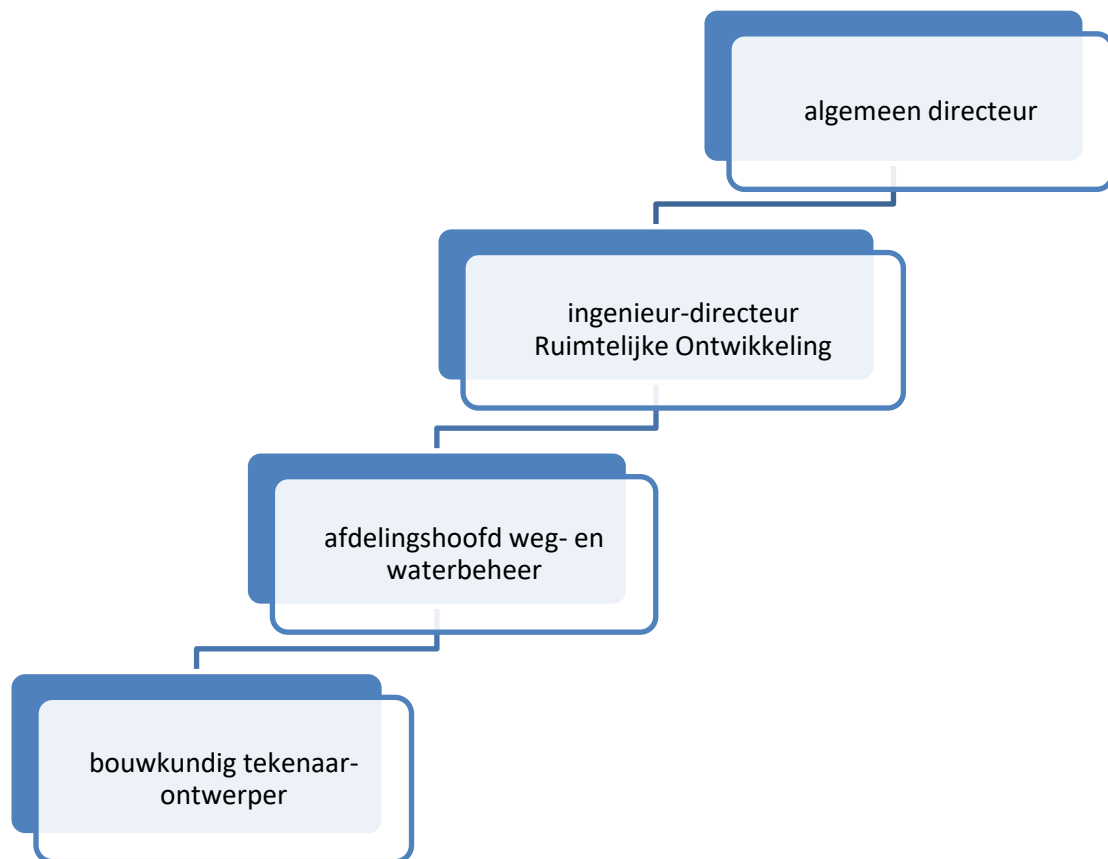 algemeen directeur
ingenieur-directeur
Ruimtelijke Ontwikkeling
afdelingshoofd weg- en
waterbeheer
bouwkundig tekenaar-
ontwerper